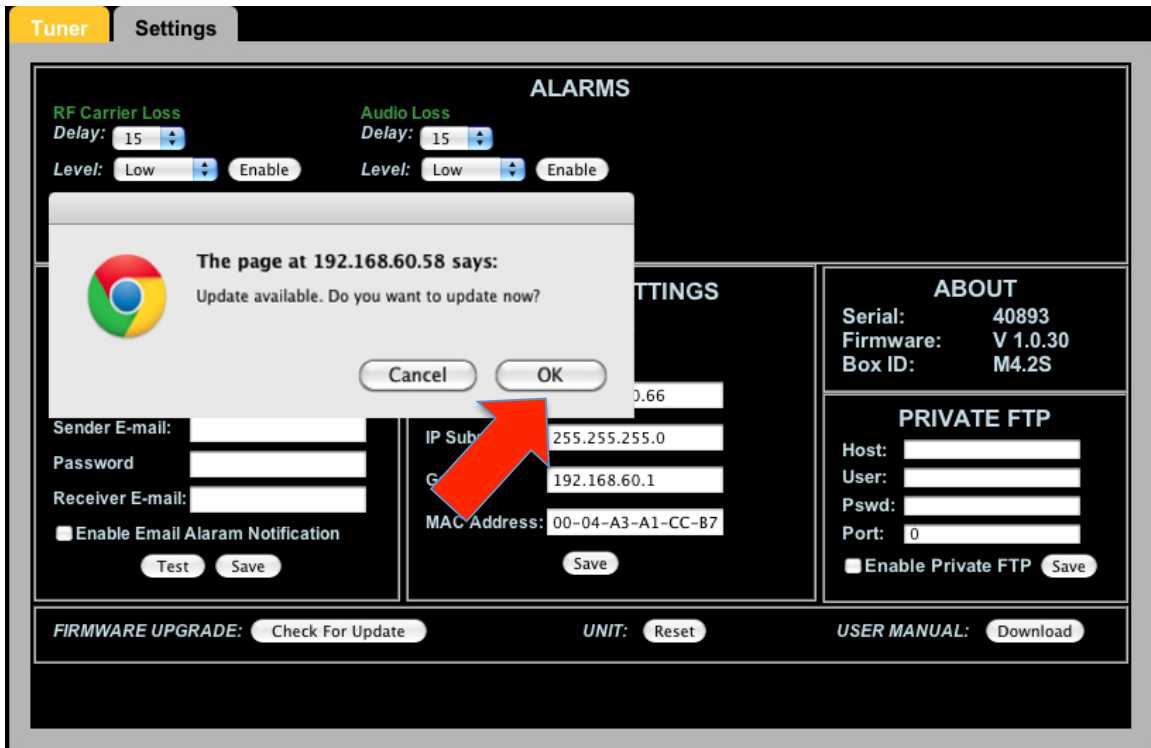 Tuner Settings
ALARMS
RF Carrier Loss Audio Loss
Delay: 15 Delay: 15
Level: Low Enable Level: Low Enable
The page at 192.168.60.58 says:
Update available. Do you want to update now?
Cancel OK
TTINGS
0.66
IP Sub 255.255.255.0
G 192.168.60.1
MAC Address: 00-04-A3-A1-CC-B7
Save
Sender E-mail:
Password
Receiver E-mail:
Enable Email Alaram Notification
Test Save
ABOUT
Serial: 40893
Firmware: V 1.0.30
Box ID: M4.2S
PRIVATE FTP
Host:
User:
Pswd:
Port: 0
Enable Private FTP Save
FIRMWARE UPGRADE: Check For Update UNIT: Reset USER MANUAL: Download